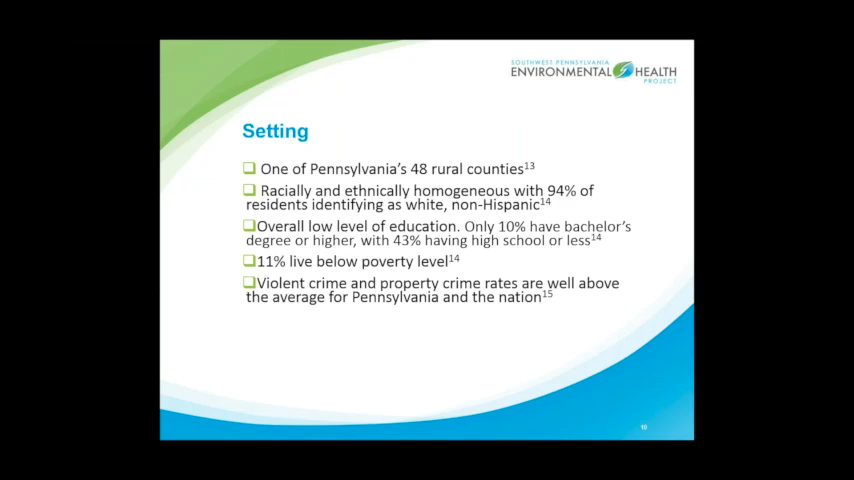 SOUTHWEST PENNSYLVANIA
ENVIRONMENTAL HEALTH
PROJECT
Setting
❑ One of Pennsylvania's 48 rural counties13
❑ Racially and ethnically homogeneous with 94% of
residents identifying as white, non-Hispanic14
❑Overall low level of education. Only 10% have bachelor's
degree or higher, with 43% having high school or less14
❑11% live below poverty level14
❑Violent crime and property crime rates are well above
the average for Pennsylvania and the nation15
10